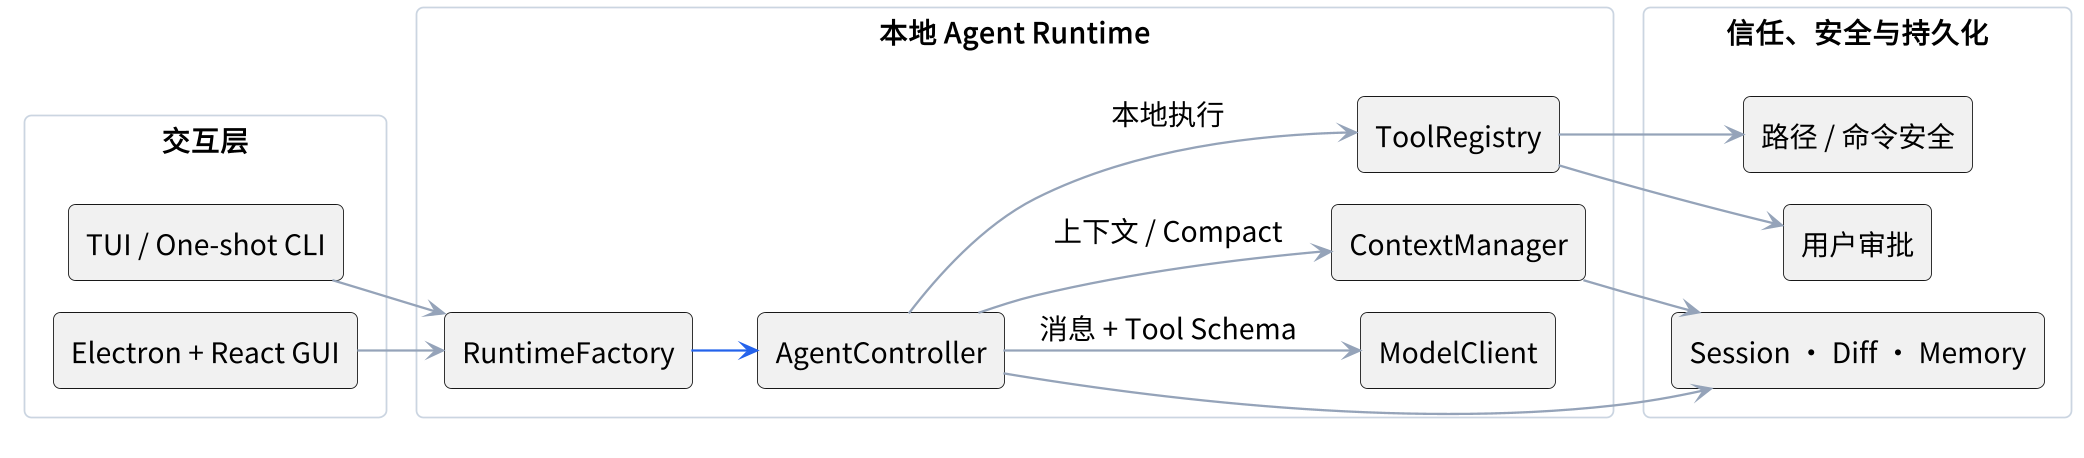 交互层
TUI / One-shot CLI
Electron + React GUI
本地 Agent Runtime
RuntimeFactory
AgentController
本地执行
上下文 / Compact
消息 + Tool Schema
ToolRegistry
ContextManager
ModelClient
信任、安全与持久化
路径 / 命令安全
用户审批
Session · Diff · Memory